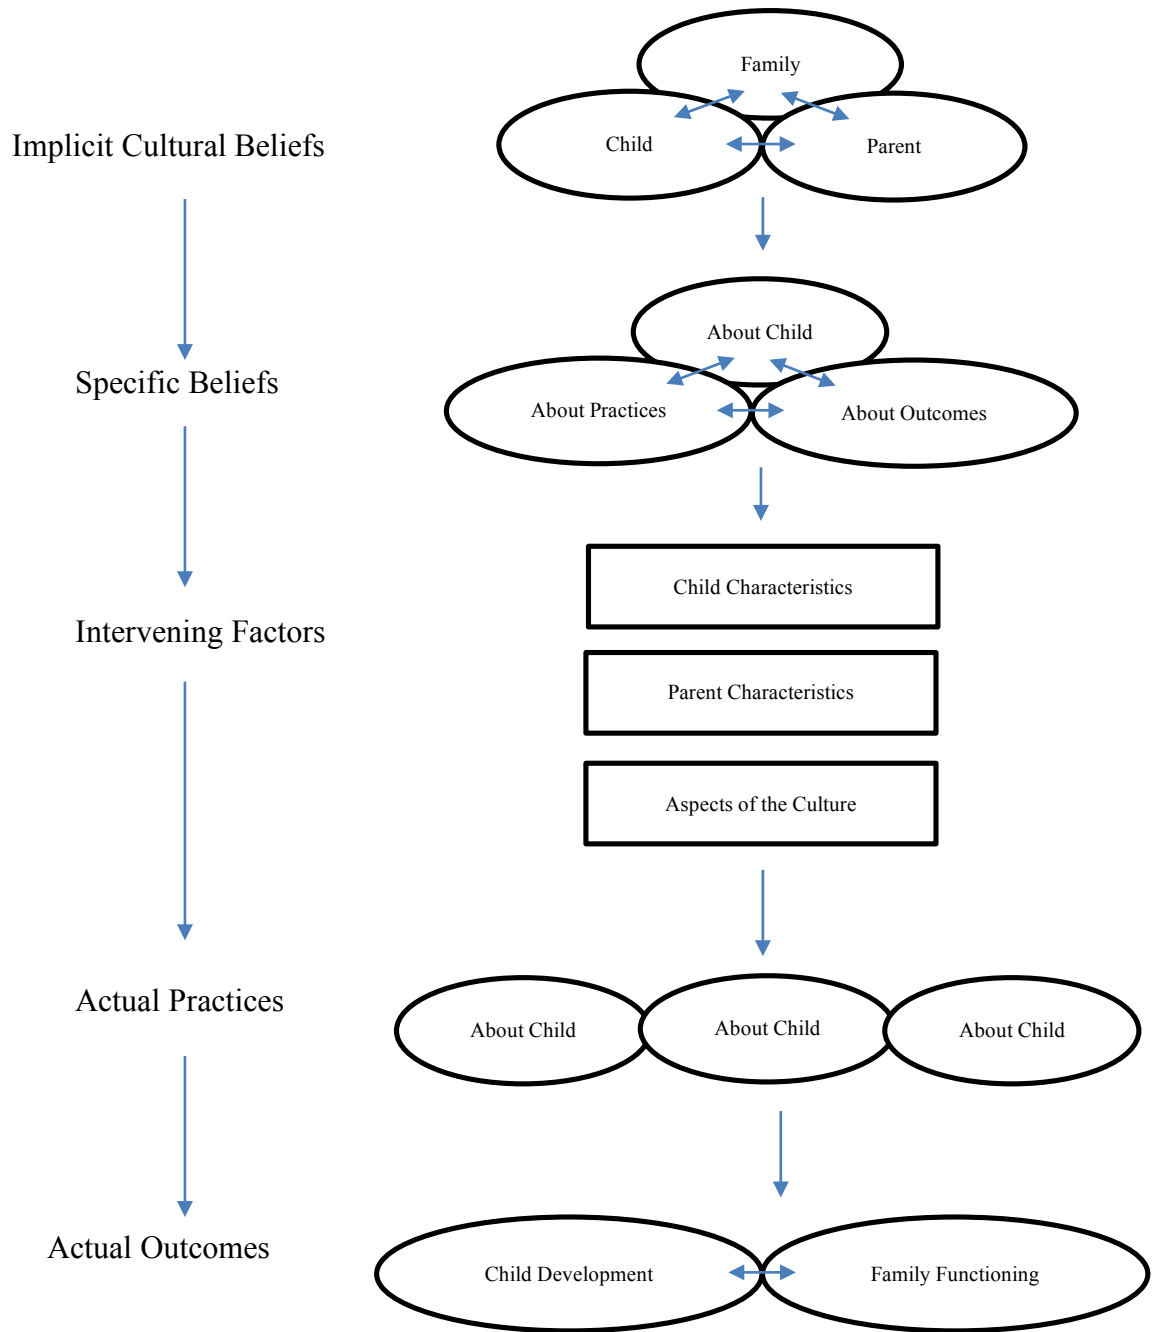 Family
Child
Parent
Implicit Cultural Beliefs
About Child
Specific Beliefs
About Practices
About Outcomes
Child Characteristics
Intervening Factors
Parent Characteristics
Aspects of the Culture
Actual Practices
About Child
About Child
About Child
Actual Outcomes
Child Development
Family Functioning